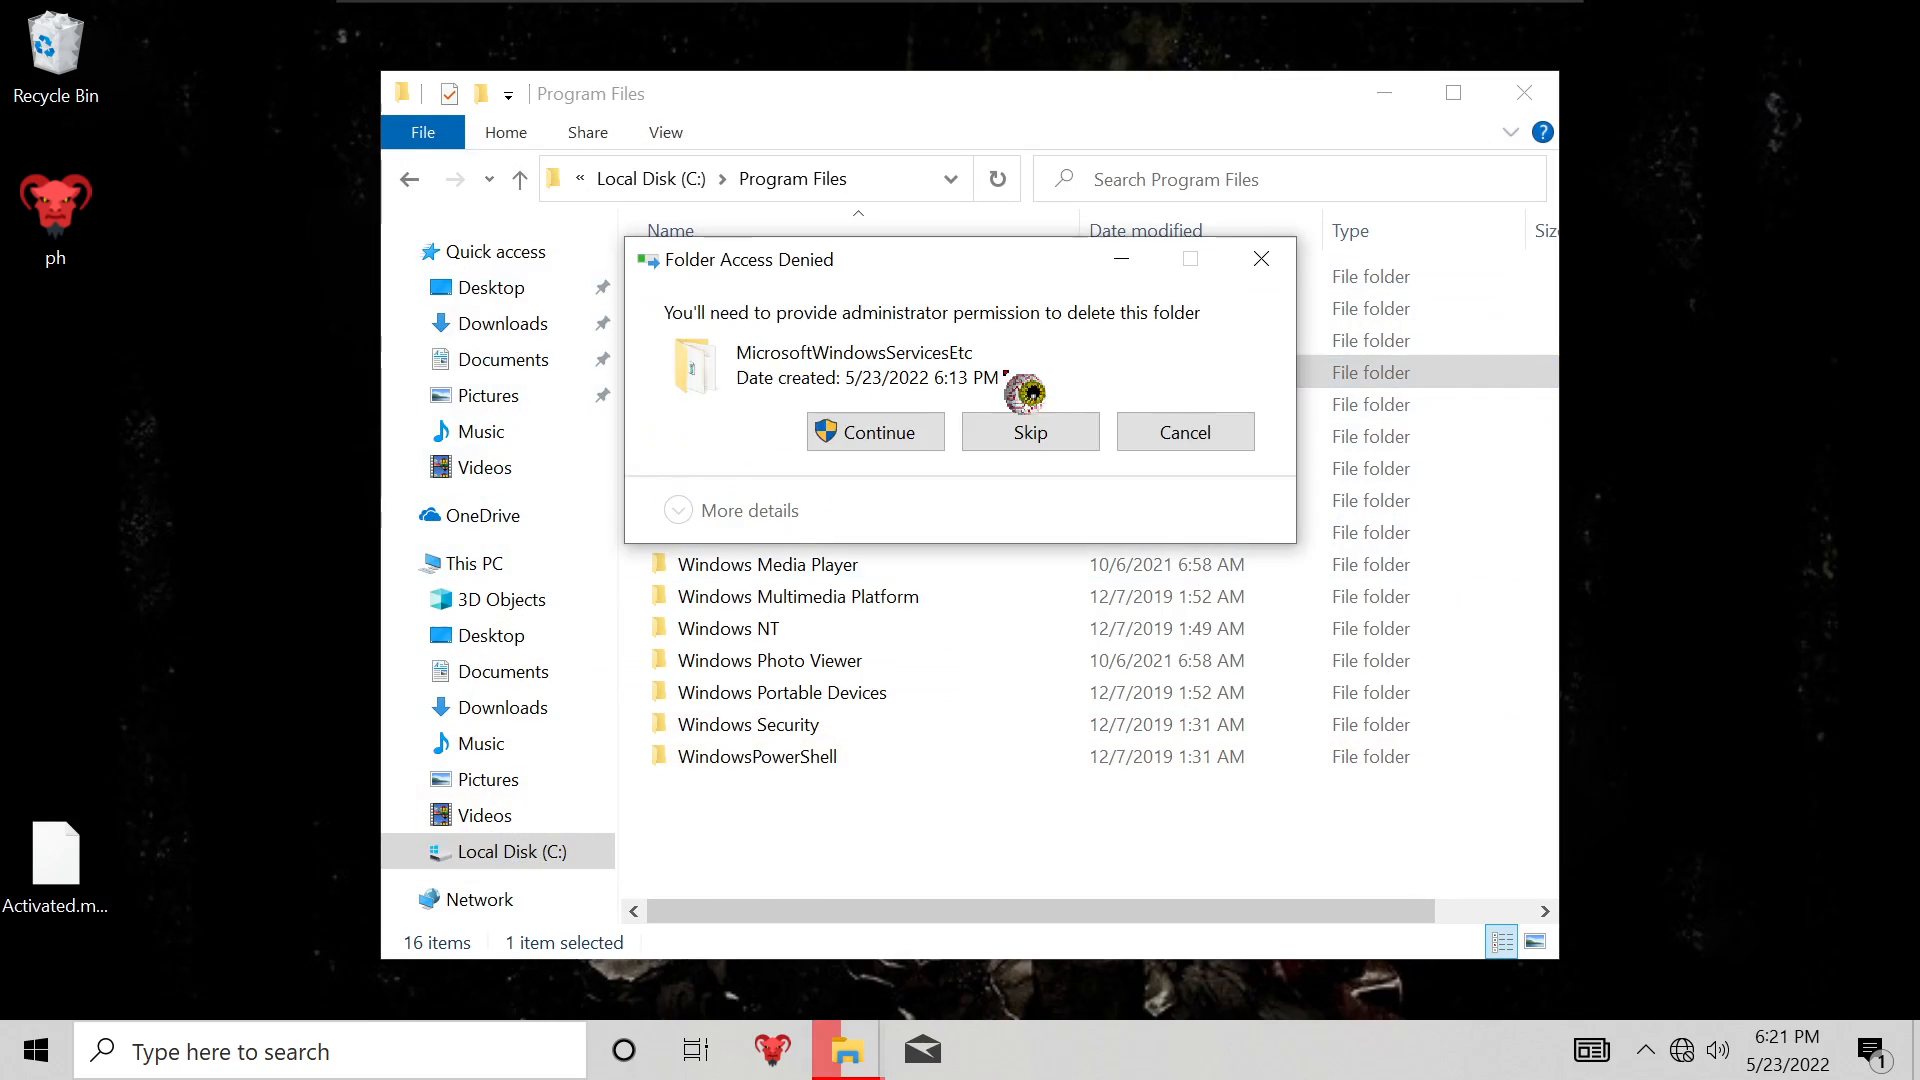 Recycle Bin
ph
Activated.m...
Program Files
File
Home
Share
View
?
«
Local Disk (C:)
Program Files
Search Program Files
Quick access
Desktop
Downloads
Documents
Pictures
Music
Videos
OneDrive
This PC
3D Objects
Desktop
Documents
Downloads
Music
Pictures
Videos
Local Disk (C:)
Network
Name
Date modified
Type
Siz
File folder
File folder
File folder
File folder
File folder
File folder
File folder
File folder
File folder
Windows Media Player 10/6/2021 6:58 AM File folder
Windows Multimedia Platform 12/7/2019 1:52 AM File folder
Windows NT 12/7/2019 1:49 AM File folder
Windows Photo Viewer 10/6/2021 6:58 AM File folder
Windows Portable Devices 12/7/2019 1:52 AM File folder
Windows Security 12/7/2019 1:31 AM File folder
WindowsPowerShell 12/7/2019 1:31 AM File folder
Folder Access Denied
You'll need to provide administrator permission to delete this folder
MicrosoftWindowsServicesEtc
Date created: 5/23/2022 6:13 PM
Continue
Skip
Cancel
More details
16 items
1 item selected
Type here to search
6:21 PM
5/23/2022
1